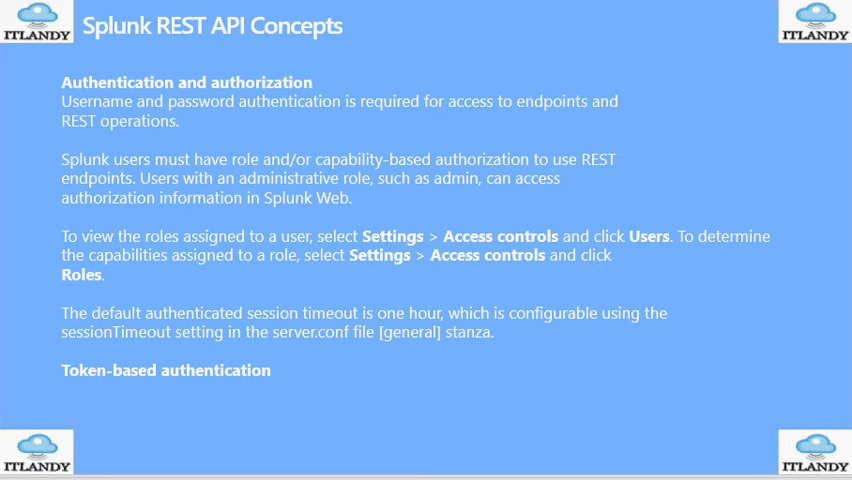 ITLANDY
Splunk REST API Concepts
ITLANDY
Authentication and authorization
Username and password authentication is required for access to endpoints and
REST operations.
Splunk users must have role and/or capability-based authorization to use REST
endpoints. Users with an administrative role, such as admin, can access
authorization information in Splunk Web.
To view the roles assigned to a user, select Settings > Access controls and click Users. To determine
the capabilities assigned to a role, select Settings > Access controls and click
Roles.
The default authenticated session timeout is one hour, which is configurable using the
sessionTimeout setting in the server.conf file [general] stanza.
Token-based authentication
ITLANDY
ITLANDY